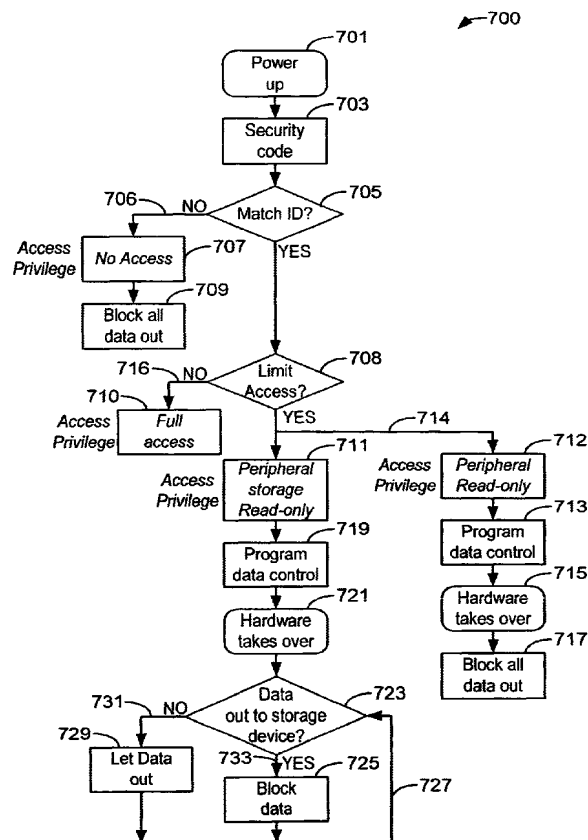 700
701
Power
up
703
Security
code
705
706
NO
Match ID?
YES
Access
Privilege
No Access
707
709
Block all
data out
708
716
NO
Limit
Access?
YES
710
Access
Privilege
Full
access
714
711
Access
Privilege
Peripheral
storage
Read-only
712
Access
Privilege
Peripheral
Read-only
719
Program
data control
713
Program
data control
721
Hardware
takes over
715
Hardware
takes over
717
Block all
data out
723
731
NO
Data
out to storage
device?
733
YES
729
Let Data
out
725
Block
data
727